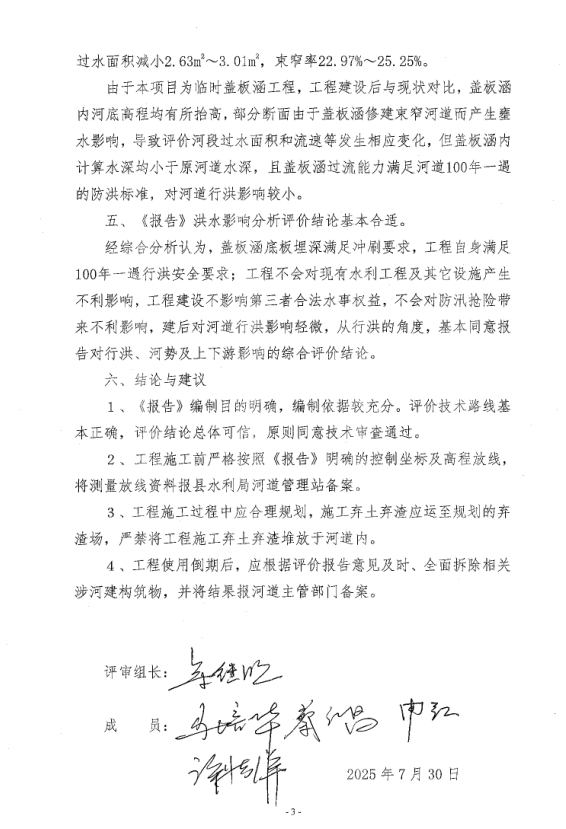 过水面积减小2.63㎡～3.01㎡，束窄率22.97%～25.25%。
由于本项目为临时盖板涵工程，工程建设后与现状对比，盖板涵
内河底高程均有所抬高，部分断面由于盖板涵修建束窄河道而产生壅
水影响，导致评价河段过水面积和流速等发生相应变化，但盖板涵内
计算水深均小于原河道水深，且盖板涵过流能力满足河道100年一遇
的防洪标准，对河道行洪影响较小。
五、《报告》洪水影响分析评价结论基本合适。
经综合分析认为，盖板涵底板埋深满足冲刷要求，工程自身满足
100年一遇行洪安全要求；工程不会对现有水利工程及其它设施产生
不利影响，工程建设不影响第三者合法水事权益，不会对防汛抢险带
来不利影响，建后对河道行洪影响轻微，从行洪的角度，基本同意报
告对行洪、河势及上下游影响的综合评价结论。
六、结论与建议
1、《报告》编制目的明确，编制依据较充分。评价技术路线基
本正确，评价结论总体可信，原则同意技术审查通过。
2、工程施工前严格按照《报告》明确的控制坐标及高程放线，
将测量放线资料报县水利局河道管理站备案。
3、工程施工过程中应合理规划，施工弃土弃渣应运至规划的弃
渣场，严禁将工程施工弃土弃渣堆放于河道内。
4、工程使用倒期后，应根据评价报告意见及时、全面拆除相关
涉河建构筑物，并将结果报河道主管部门备案。
评审组长：
成　员：申红
2025年7月30日
-3-